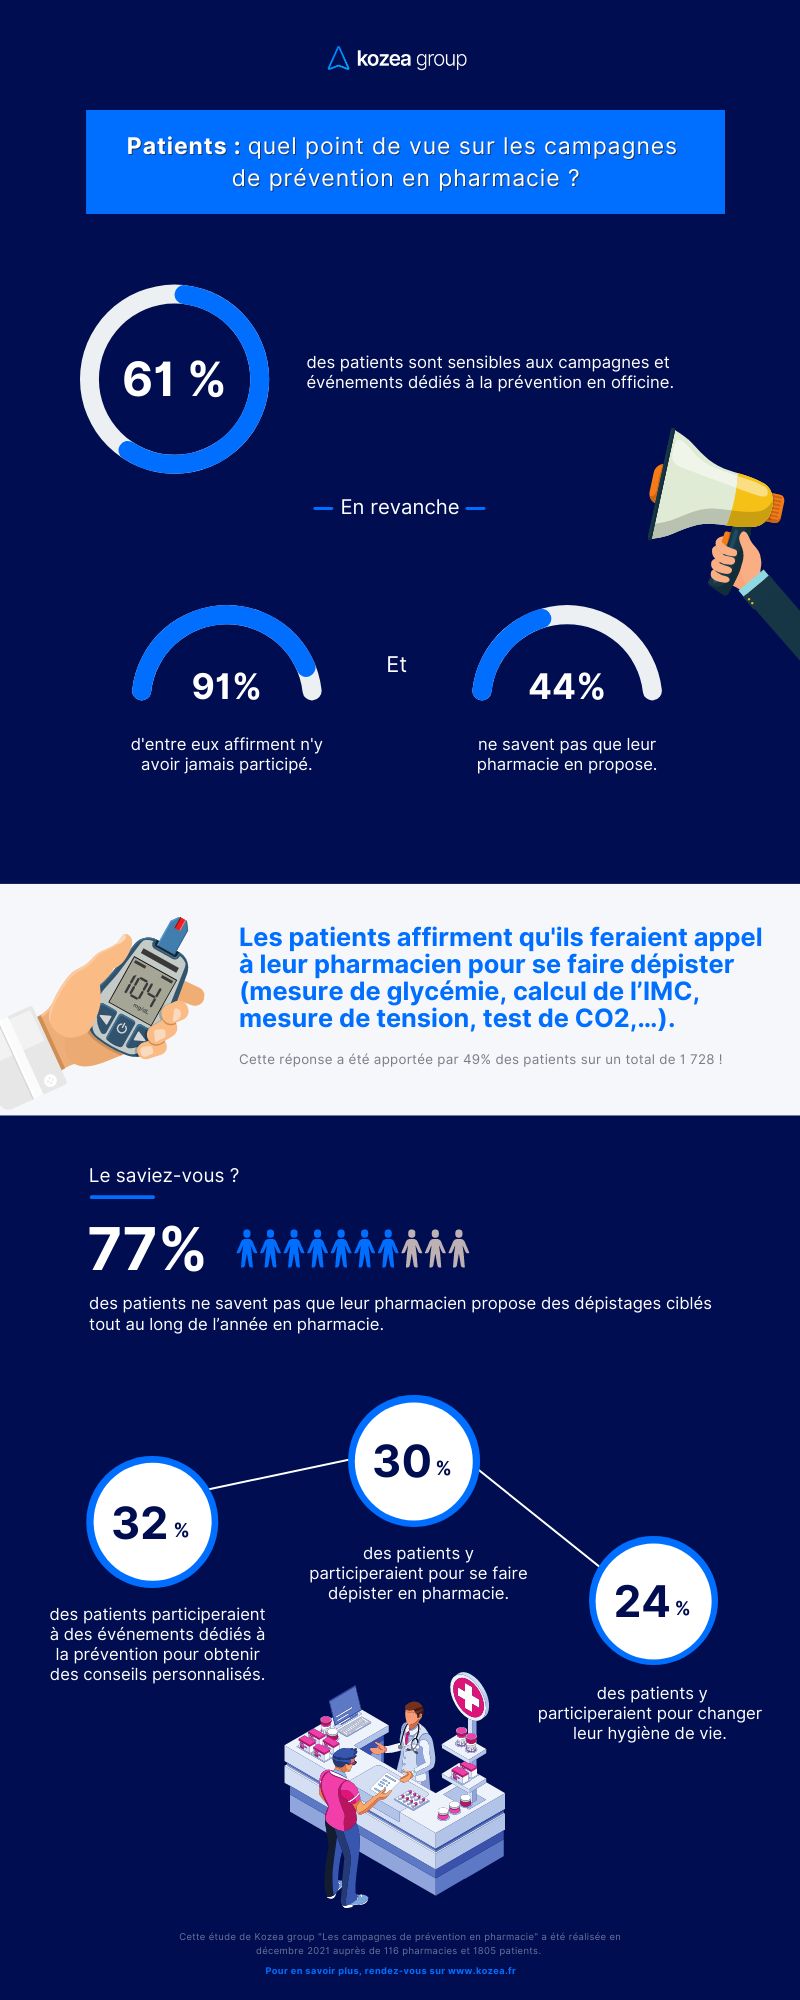 kozea group
Patients : quel point de vue sur les campagnes
de prévention en pharmacie ?
61 %
des patients sont sensibles aux campagnes et
événements dédiés à la prévention en officine.
En revanche
91%
Et
44%
d'entre eux affirment n'y
avoir jamais participé.
ne savent pas que leur
pharmacie en propose.
104
mg/dL
Les patients affirment qu'ils feraient appel
à leur pharmacien pour se faire dépister
(mesure de glycémie, calcul de l’IMC,
mesure de tension, test de CO2,...).
Cette réponse a été apportée par 49% des patients sur un total de 1 728 !
Le saviez-vous ?
77%
des patients ne savent pas que leur pharmacien propose des dépistages ciblés
tout au long de l’année en pharmacie.
32 %
des patients participeraient
à des événements dédiés à
la prévention pour obtenir
des conseils personnalisés.
30 %
des patients y
participeraient pour se faire
dépister en pharmacie.
24 %
des patients y
participeraient pour changer
leur hygiène de vie.
Cette étude de Kozea group "Les campagnes de prévention en pharmacie" a été réalisée en
décembre 2021 auprès de 116 pharmacies et 1805 patients.
Pour en savoir plus, rendez-vous sur www.kozea.fr